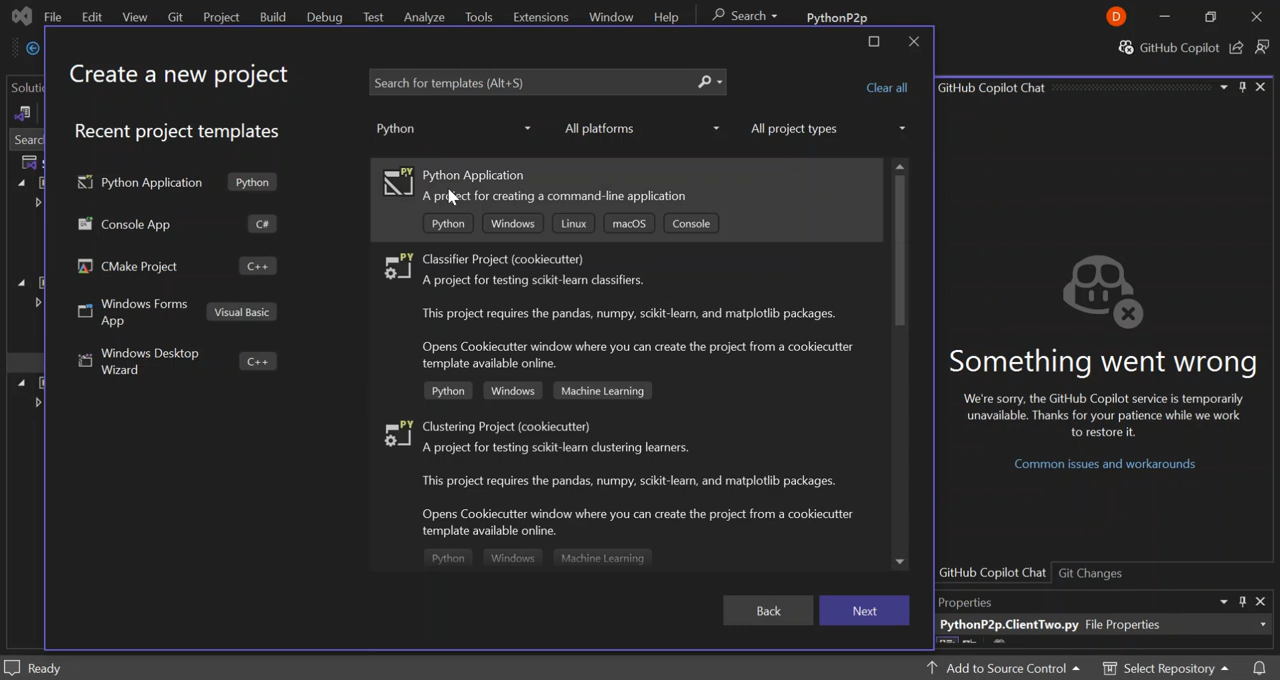 File Edit View Git Project Build Debug Test Analyze Tools Extensions Window Help Search PythonP2p D
GitHub Copilot
Create a new project
Search for templates (Alt+S)
Clear all
Recent project templates
Python All platforms All project types
Python Application Python
Console App C#
CMake Project C++
Windows Forms App Visual Basic
Windows Desktop Wizard C++
Python Application
A project for creating a command-line application
Python Windows Linux macOS Console
Classifier Project (cookiecutter)
A project for testing scikit-learn classifiers.
This project requires the pandas, numpy, scikit-learn, and matplotlib packages.
Opens Cookiecutter window where you can create the project from a cookiecutter
template available online.
Python Windows Machine Learning
Clustering Project (cookiecutter)
A project for testing scikit-learn clustering learners.
This project requires the pandas, numpy, scikit-learn, and matplotlib packages.
Opens Cookiecutter window where you can create the project from a cookiecutter
template available online.
Python Windows Machine Learning
Back Next
GitHub Copilot Chat
Something went wrong
We're sorry, the GitHub Copilot service is temporarily
unavailable. Thanks for your patience while we work
to restore it.
Common issues and workarounds
GitHub Copilot Chat Git Changes
Properties
PythonP2p.ClientTwo.py File Properties
Ready Add to Source Control Select Repository